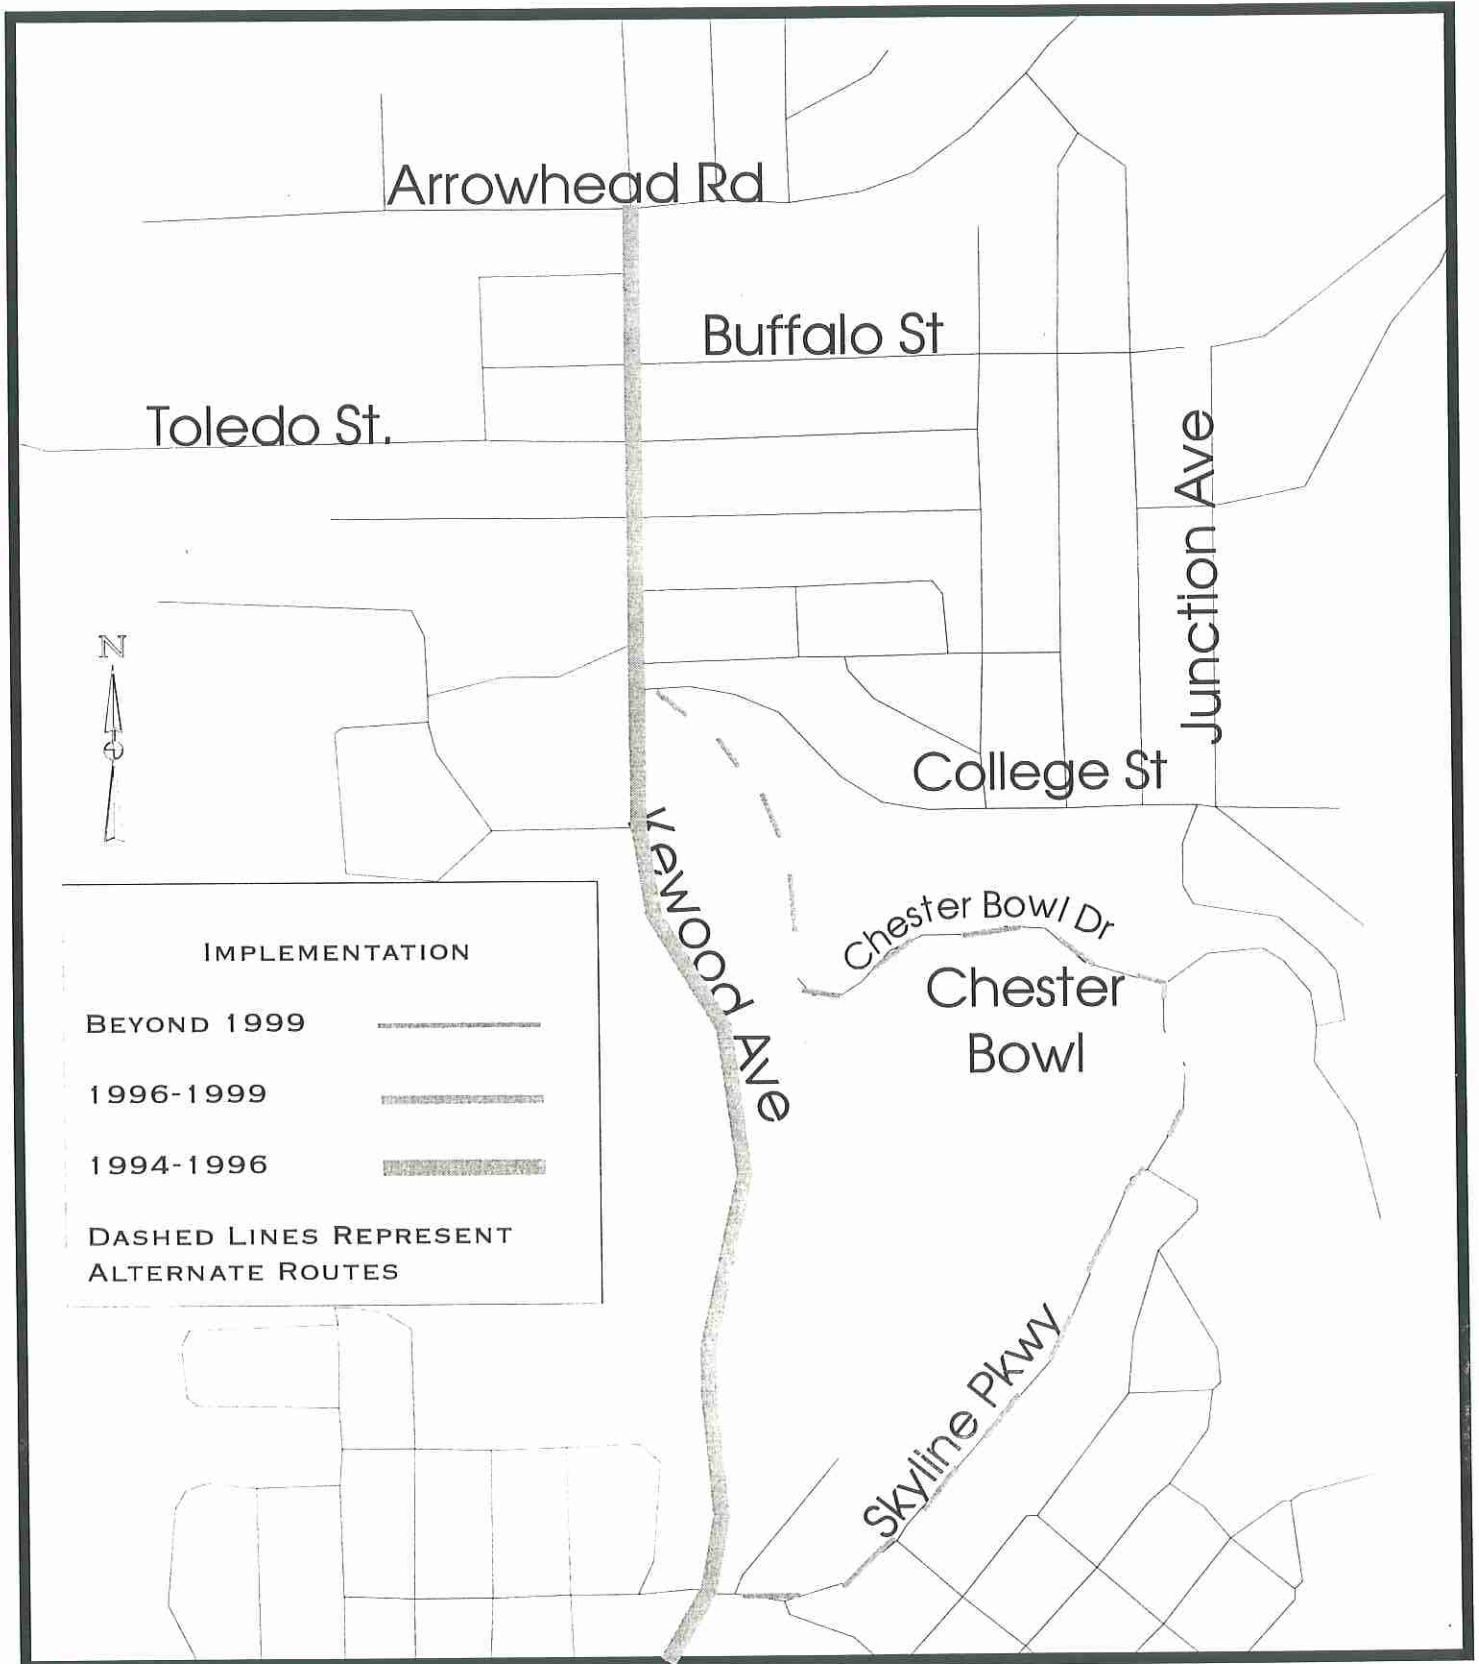 Arrowhead Rd
Buffalo St
Toledo St.
Junction Ave
N
College St
Kewood Ave
Chester Bowl Dr
Chester
Bowl
IMPLEMENTATION
BEYOND 1999
1996-1999
1994-1996
DASHED LINES REPRESENT
ALTERNATE ROUTES
Skyline Pkwy